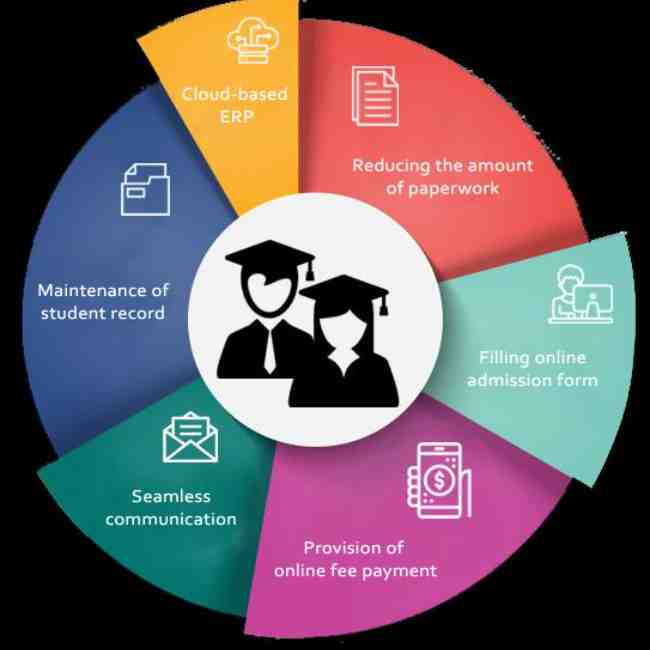 Cloud-based
ERP
Reducing the amount
of paperwork
Filling online
admission form
Provision of
online fee payment
Seamless
communication
Maintenance of
student record
$